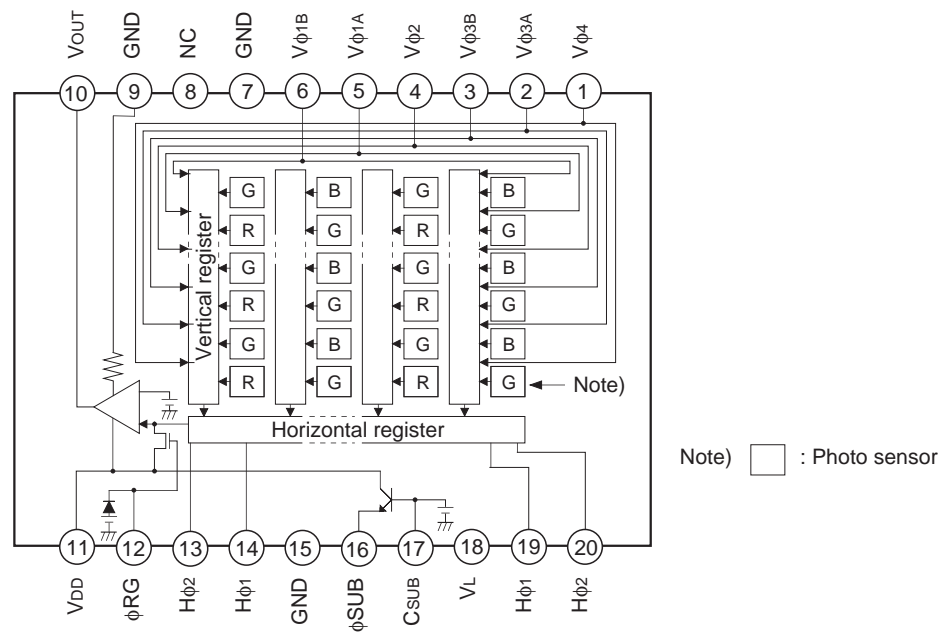 VOUT GND NC GND Vφ1B Vφ1A Vφ2 Vφ3B Vφ3A Vφ4
10 9 8 7 6 5 4 3 2 1
Vertical register
G B G B
R G R G
G B G B
R G R G
G B G B
R G R G
Note)
Horizontal register
Note) : Photo sensor
11 12 13 14 15 16 17 18 19 20
VDD φRG Hφ2 Hφ1 GND φSUB CSUB VL Hφ1 Hφ2